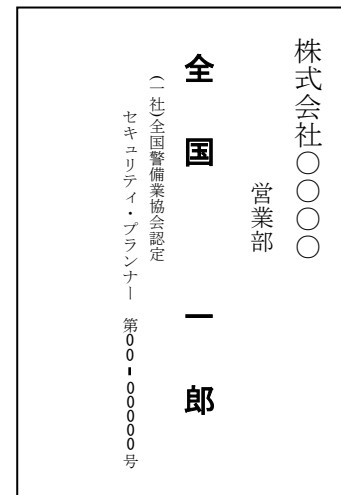 株式会社○○○○
営業部
全国 一郎
(一社)全国警備業協会認定
セキュリティ・プランナー 第00-00000号